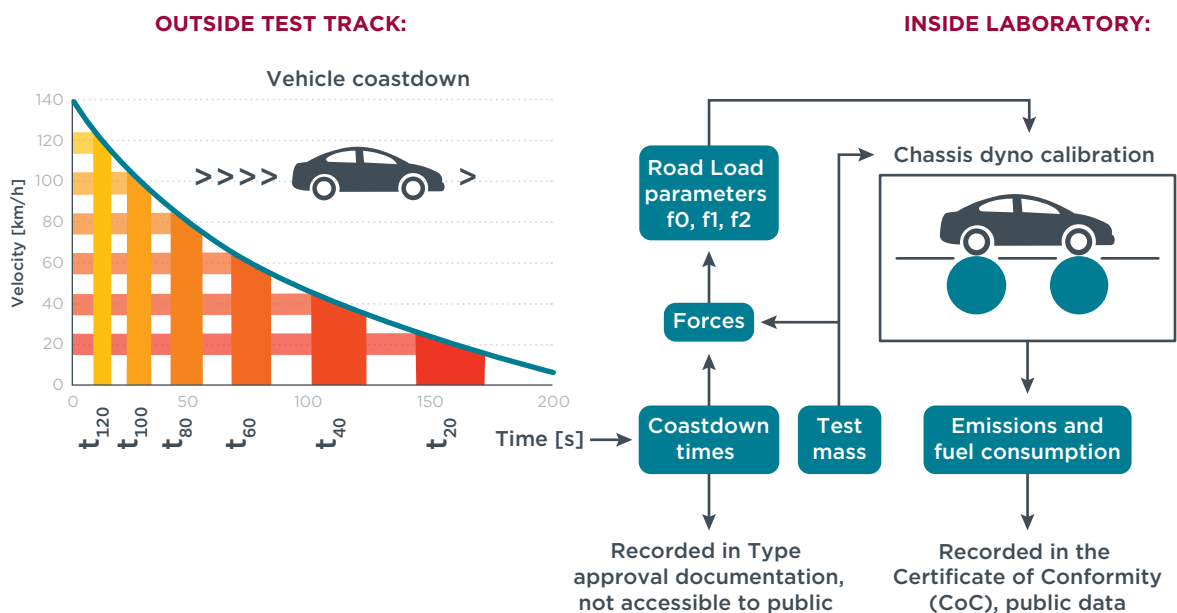 OUTSIDE TEST TRACK:
INSIDE LABORATORY:
Vehicle coastdown
Velocity [km/h]
140
120
100
80
60
40
20
0
0
50
100
150
200
t120
t100
t80
t60
t40
t20
Time [s]
>>>>
>
Road Load
parameters
f0, f1, f2
Forces
Coastdown
times
Test
mass
Recorded in Type
approval documentation,
not accessible to public
Chassis dyno calibration
Emissions and
fuel consumption
Recorded in the
Certificate of Conformity
(CoC), public data